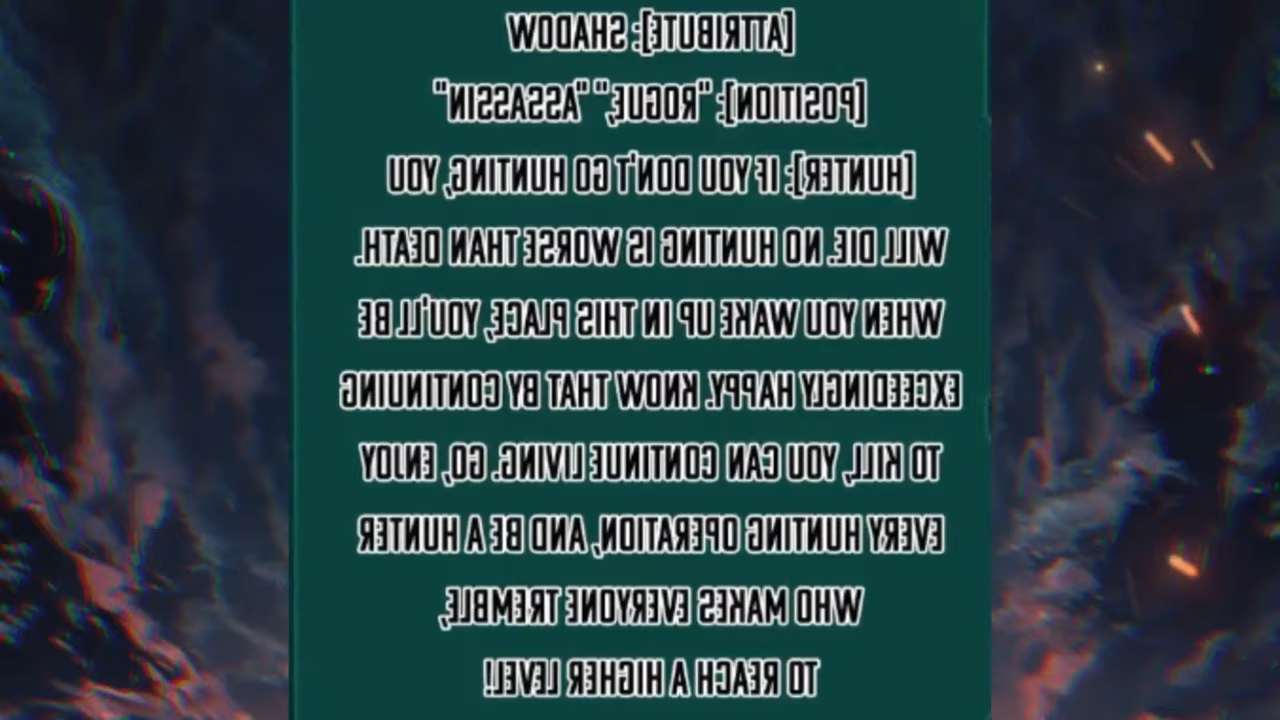 [ATTRIBUTE]: SHADOW
[POSITION]: "ROGUE," "ASSASSIN"
[HUNTER]: IF YOU DON'T GO HUNTING, YOU
WILL DIE. NO HUNTING IS WORSE THAN DEATH.
WHEN YOU WAKE UP IN THIS PLACE, YOU'LL BE
EXCEEDINGLY HAPPY. KNOW THAT BY CONTINUING
TO KILL, YOU CAN CONTINUE LIVING. GO, ENJOY
EVERY HUNTING OPERATION, AND BE A HUNTER
WHO MAKES EVERYONE TREMBLE,
TO REACH A HIGHER LEVEL!